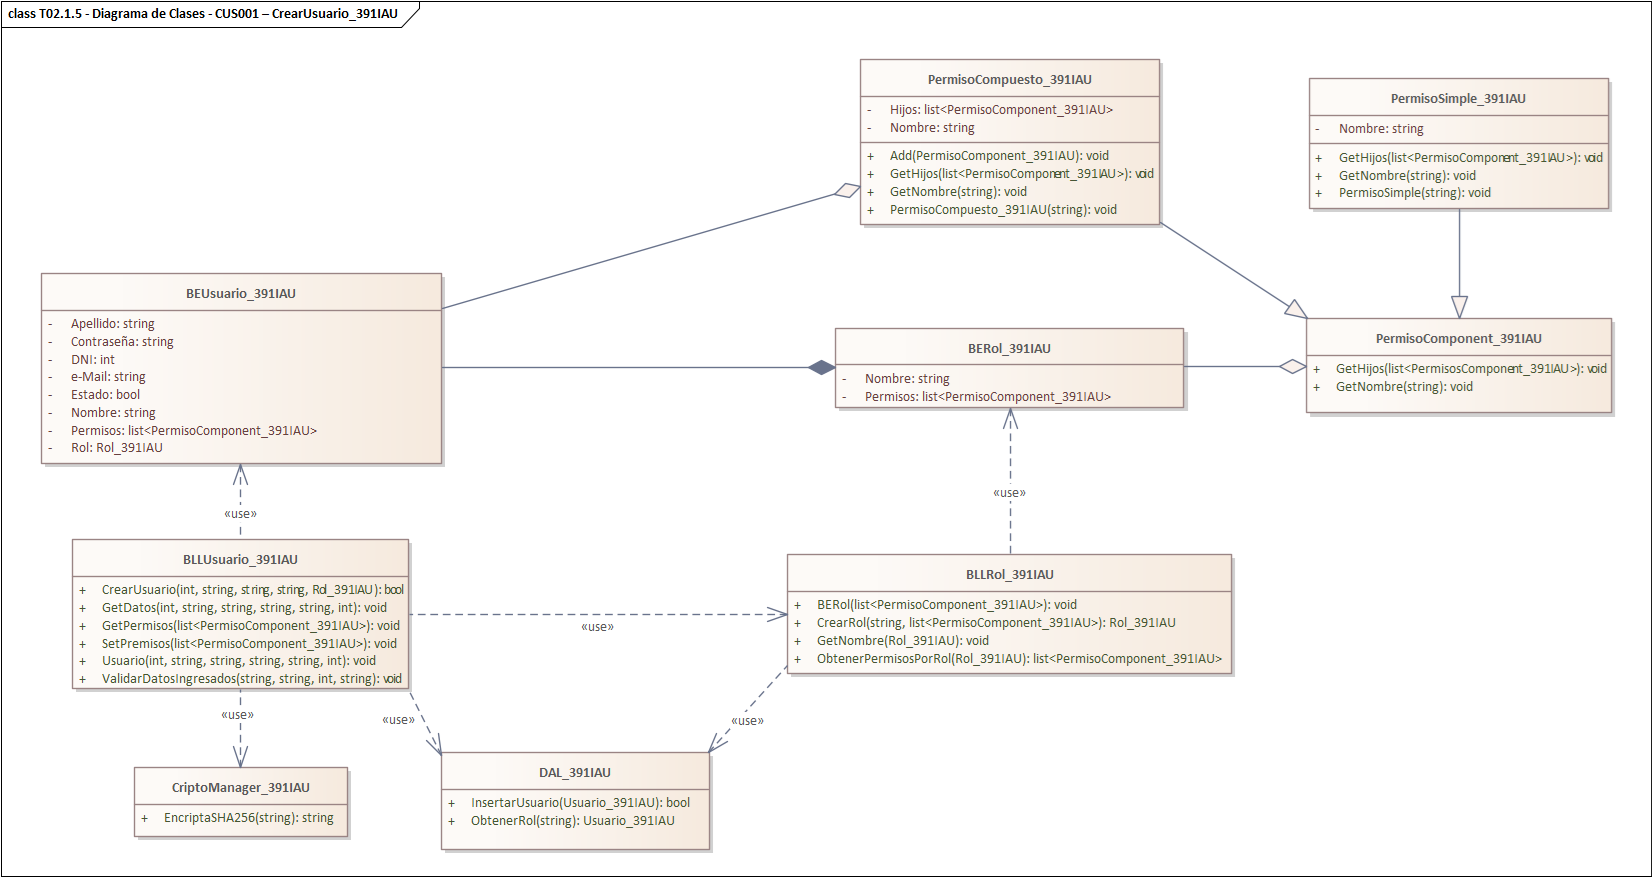 class T02.1.5 - Diagrama de Clases - CUS001 – CrearUsuario_391IAU
PermisoCompuesto_391IAU
- Hijos: list<PermisoComponent_391IAU>
- Nombre: string
+ Add(PermisoComponent_391IAU): void
+ GetHijos(list<PermisoComponent_391IAU>): void
+ GetNombre(string): void
+ PermisoCompuesto_391IAU(string): void
PermisoSimple_391IAU
- Nombre: string
+ GetHijos(list<PermisoComponent_391IAU>): void
+ GetNombre(string): void
+ PermisoSimple(string): void
BEUsuario_391IAU
- Apellido: string
- Contraseña: string
- DNI: int
- e-Mail: string
- Estado: bool
- Nombre: string
- Permisos: list<PermisoComponent_391IAU>
- Rol: Rol_391IAU
BERol_391IAU
- Nombre: string
- Permisos: list<PermisoComponent_391IAU>
PermisoComponent_391IAU
+ GetHijos(list<PermisosComponent_391IAU>): void
+ GetNombre(string): void
«use»
«use»
BLLUsuario_391IAU
+ CrearUsuario(int, string, string, string, Rol_391IAU): bool
+ GetDatos(int, string, string, string, string, int): void
+ GetPermisos(list<PermisoComponent_391IAU>): void
+ SetPremisos(list<PermisoComponent_391IAU>): void
+ Usuario(int, string, string, string, string, int): void
+ ValidarDatosIngresados(string, string, int, string): void
«use»
BLLRol_391IAU
+ BERol(list<PermisoComponent_391IAU>): void
+ CrearRol(string, list<PermisoComponent_391IAU>): Rol_391IAU
+ GetNombre(Rol_391IAU): void
+ ObtenerPermisosPorRol(Rol_391IAU): list<PermisoComponent_391IAU>
«use»
«use»
«use»
CriptoManager_391IAU
+ EncriptaSHA256(string): string
DAL_391IAU
+ InsertarUsuario(Usuario_391IAU): bool
+ ObtenerRol(string): Usuario_391IAU